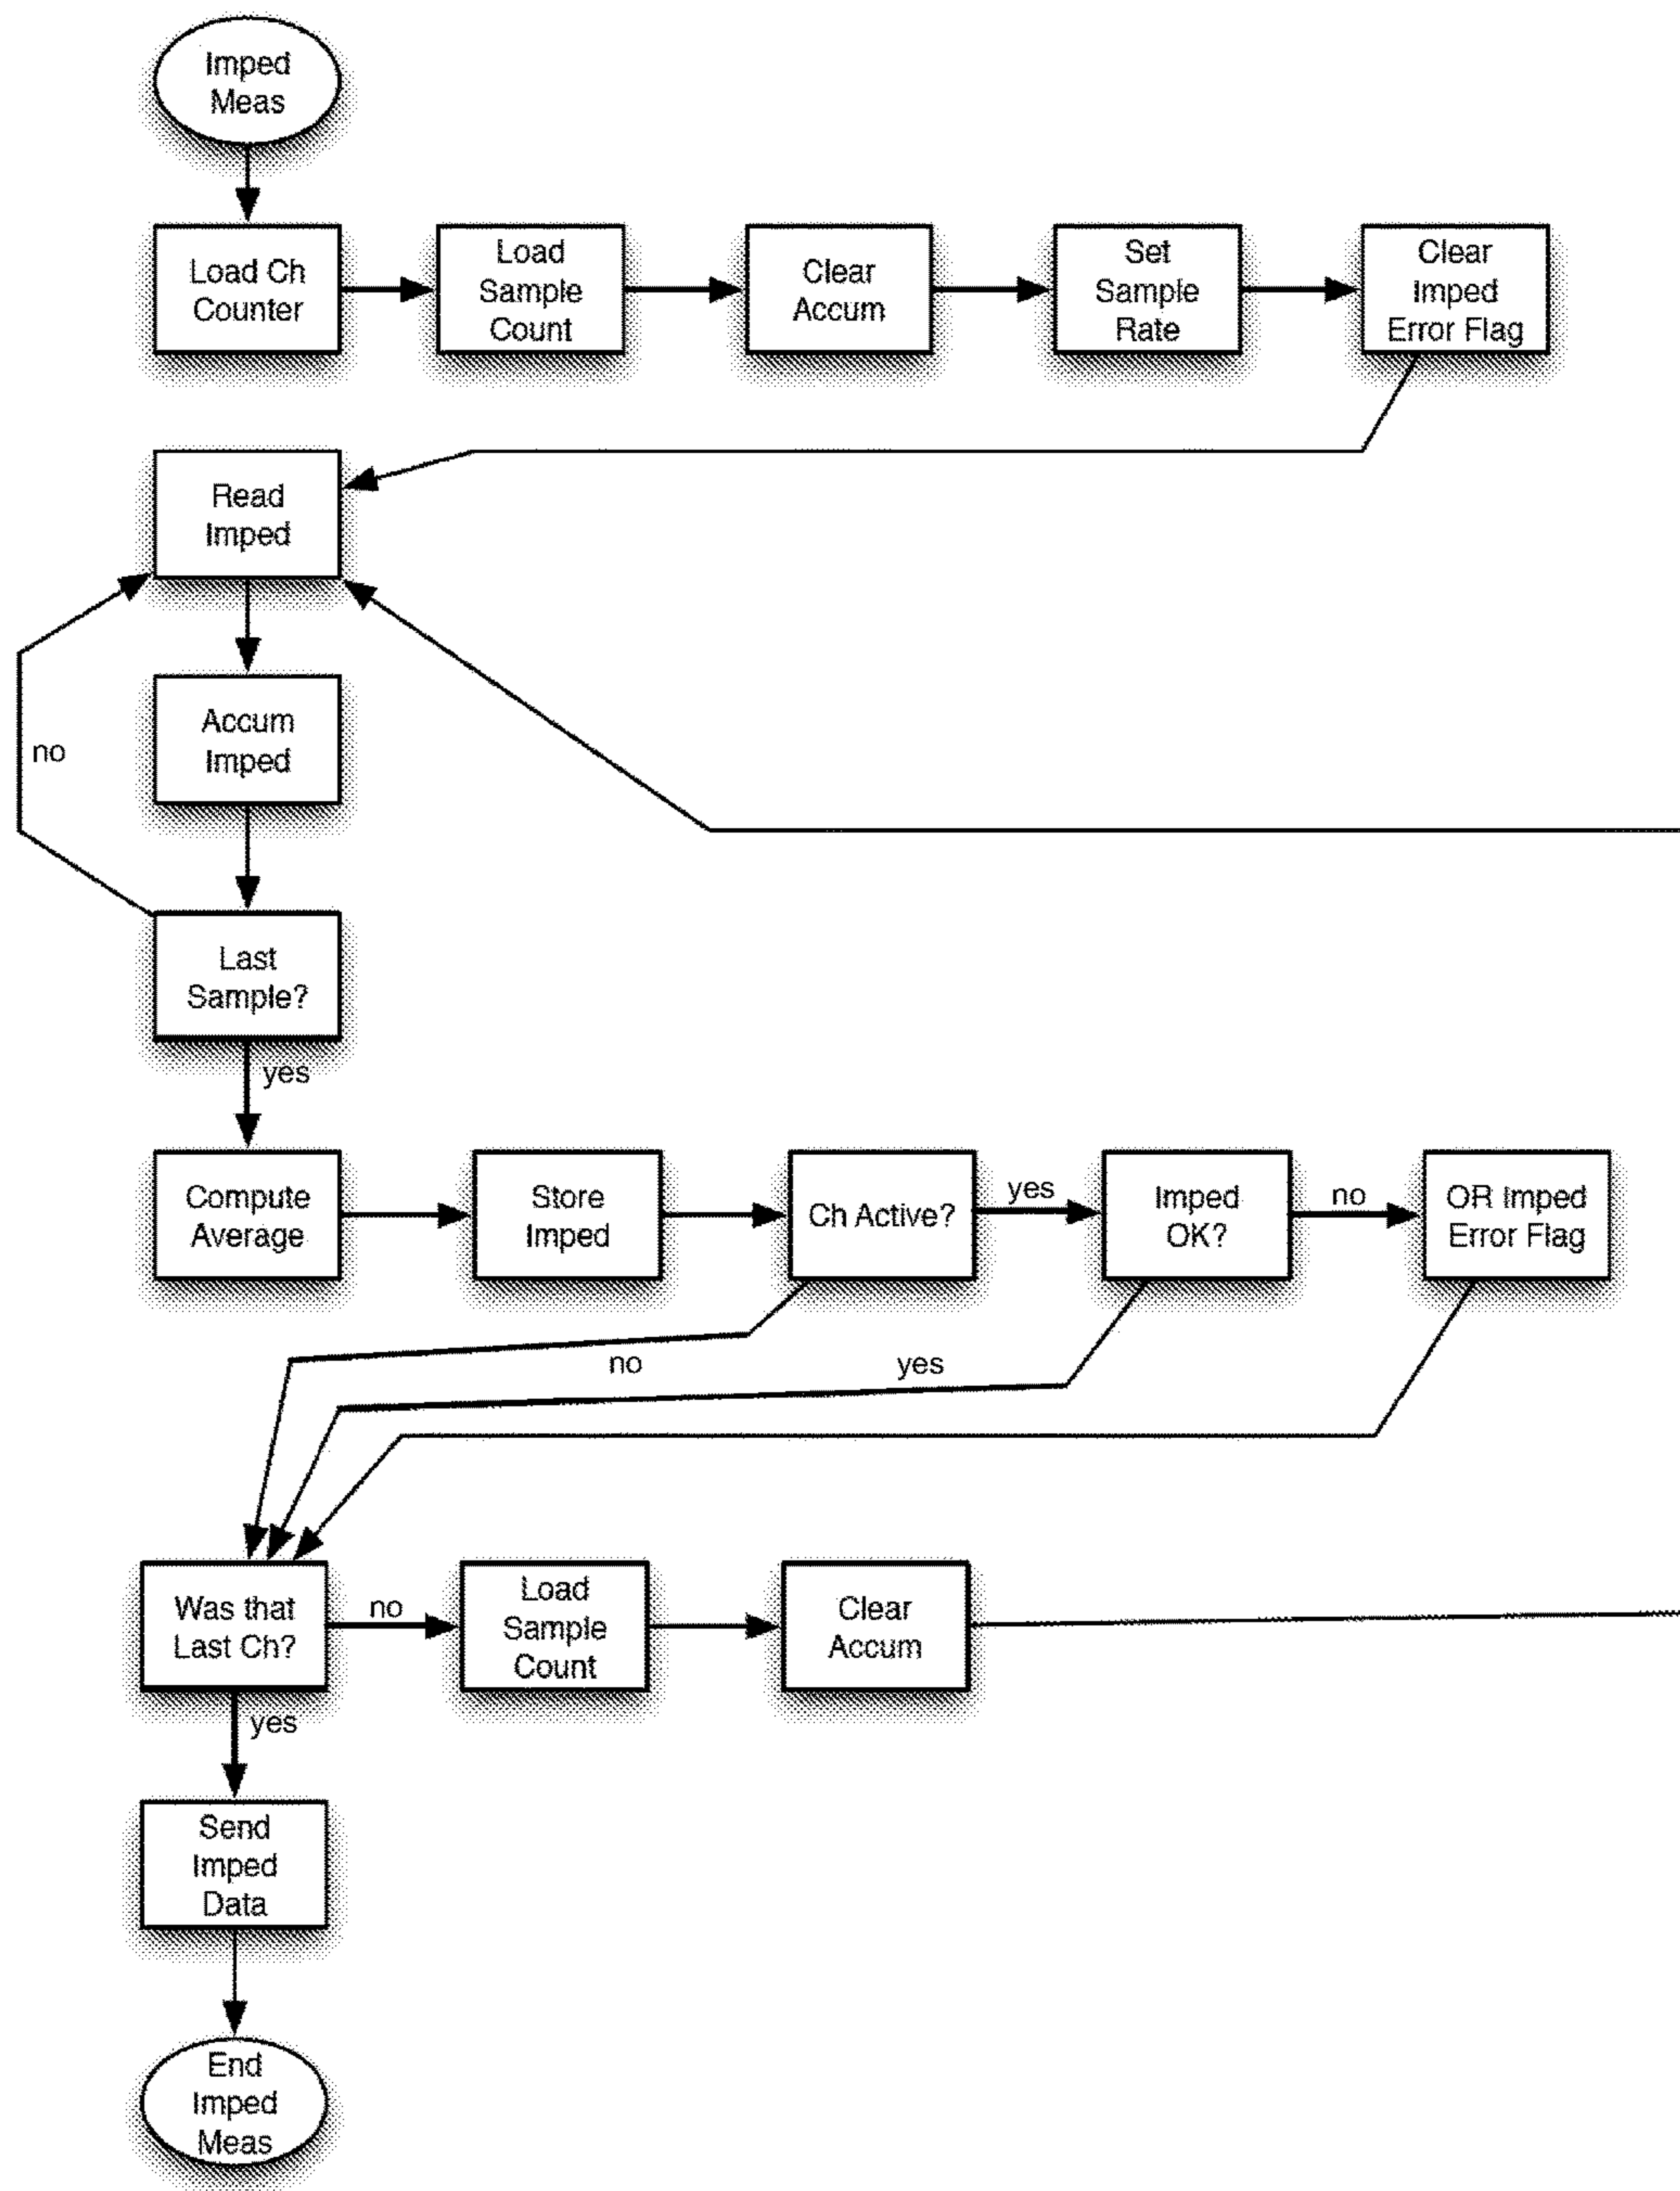 Imped
Meas
Load Ch
Counter
Load
Sample
Count
Clear
Accum
Set
Sample
Rate
Clear
Imped
Error Flag
Read
Imped
Accum
Imped
no
Last
Sample?
yes
Compute
Average
Store
Imped
Ch Active?
yes
Imped
OK?
no
OR Imped
Error Flag
no
yes
Was that
Last Ch?
no
Load
Sample
Count
Clear
Accum
yes
Send
Imped
Data
End
Imped
Meas